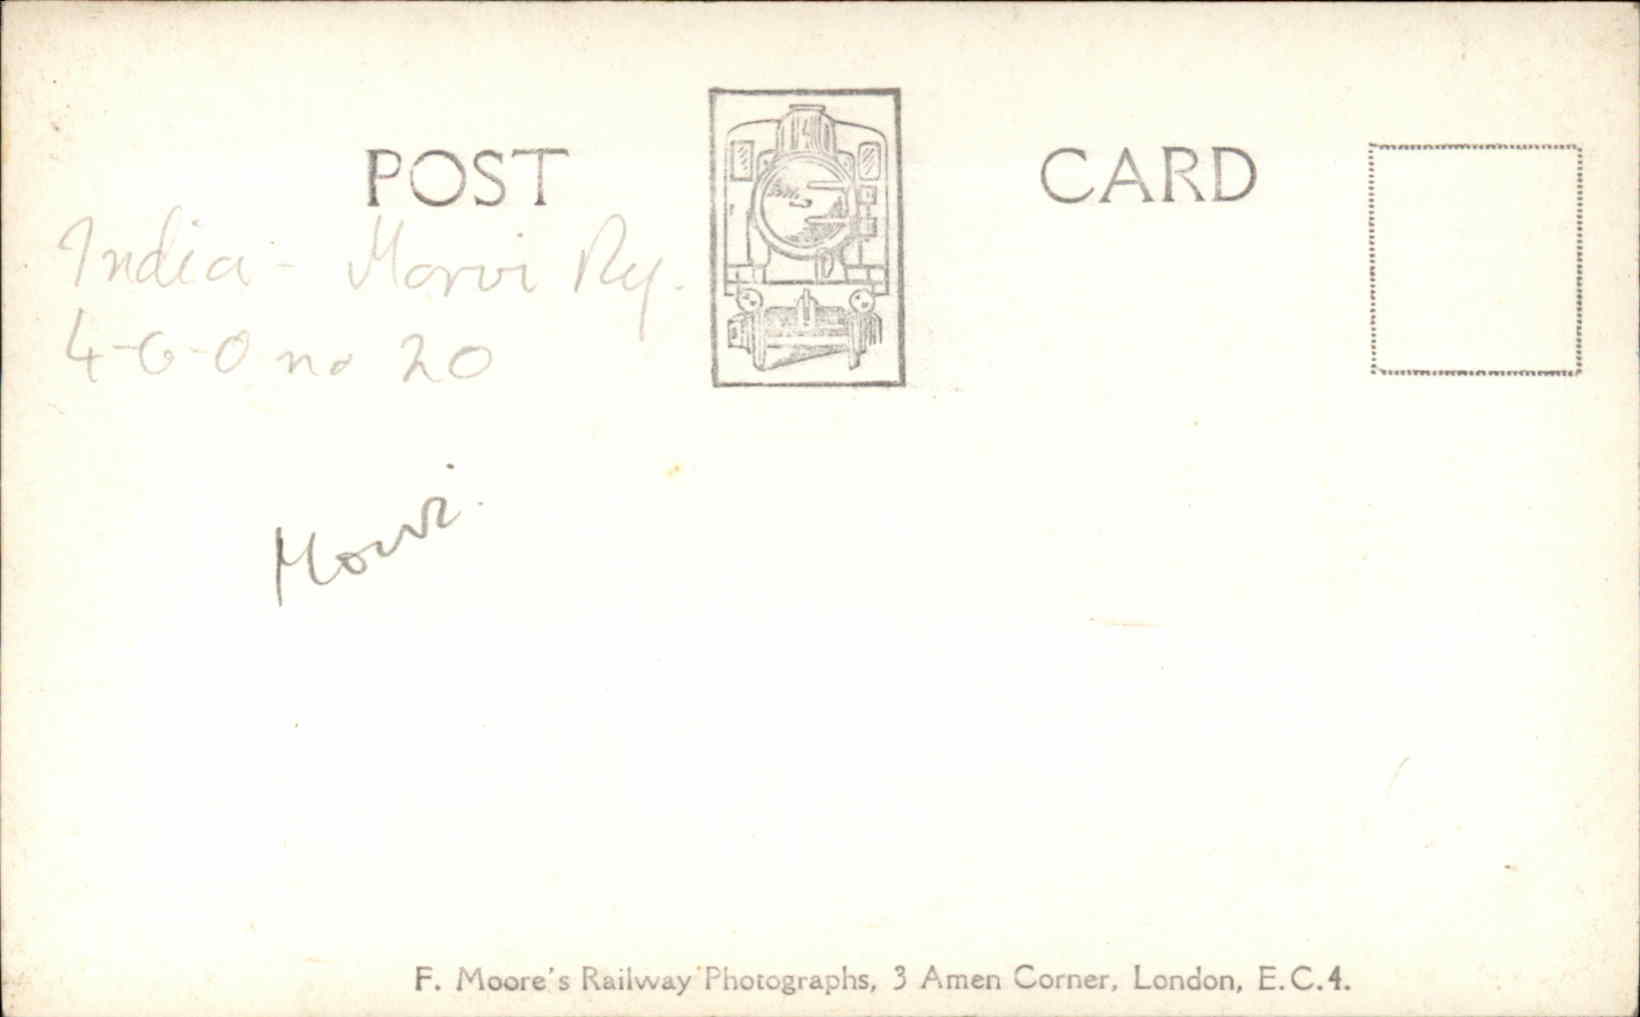 POST CARD
India - Morvi Ry.
4-6-0 no 20
Morvi.
F. Moore's Railway Photographs, 3 Amen Corner, London, E.C.4.